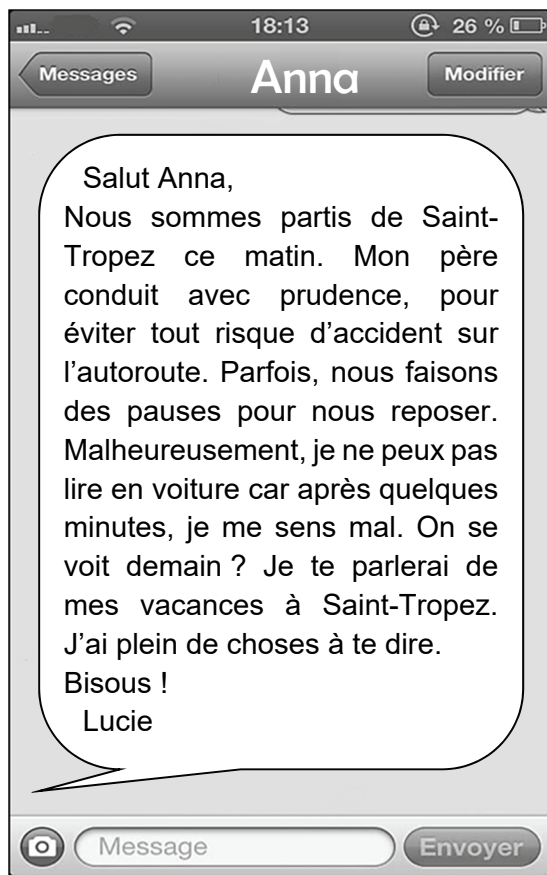 18:13
26 %
Messages
Anna
Modifier
Salut Anna,
Nous sommes partis de Saint-
Tropez ce matin. Mon père
conduit avec prudence, pour
éviter tout risque d’accident sur
l’autoroute. Parfois, nous faisons
des pauses pour nous reposer.
Malheureusement, je ne peux pas
lire en voiture car après quelques
minutes, je me sens mal. On se
voit demain ? Je te parlerai de
mes vacances à Saint-Tropez.
J’ai plein de choses à te dire.
Bisous !
Lucie
Message
Envoyer